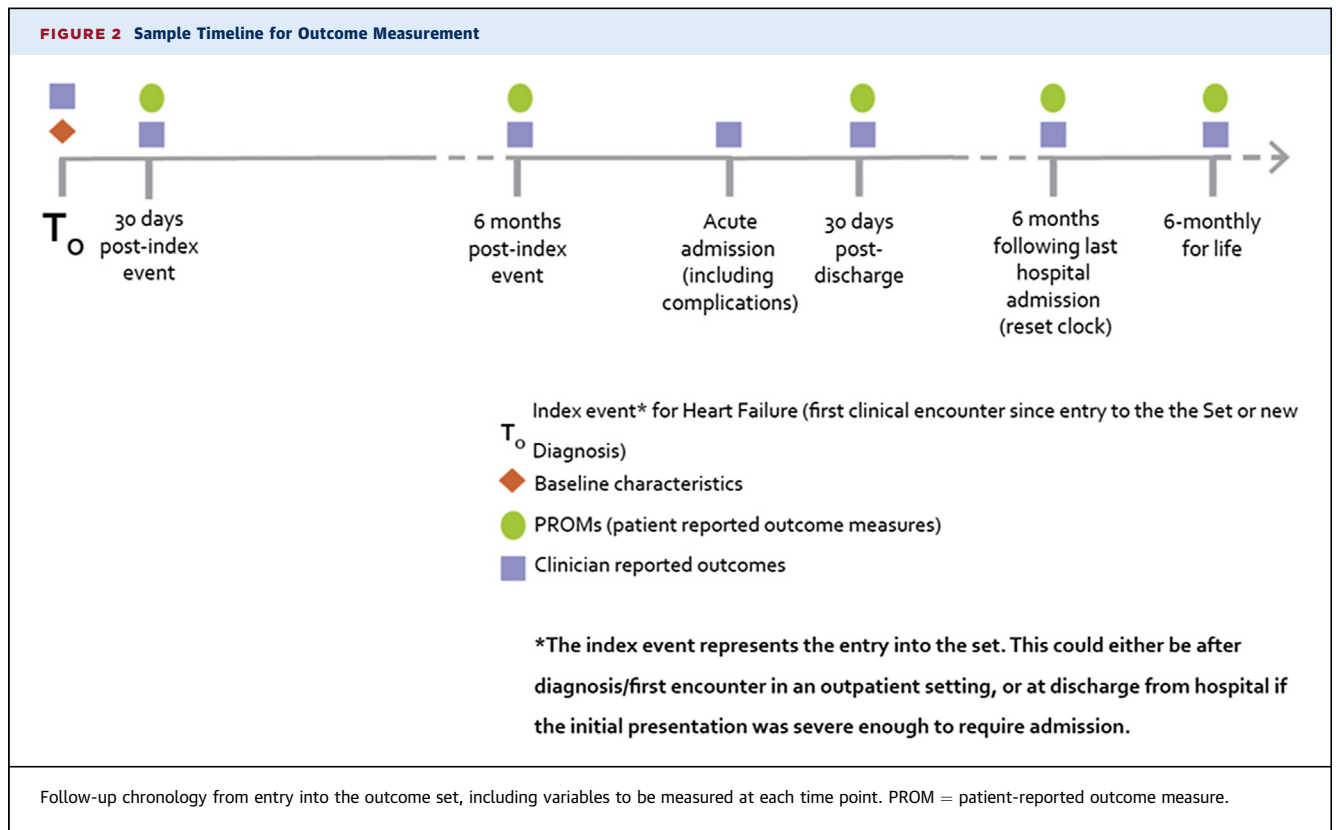 FIGURE 2 Sample Timeline for Outcome Measurement
To
30 days
post-index
event
6 months
post-index
event
Acute
admission
(including
complications)
30 days
post-
discharge
6 months
following last
hospital
admission
(reset clock)
6-monthly
for life
To
Index event* for Heart Failure (first clinical encounter since entry to the the Set or new
Diagnosis)
Baseline characteristics
PROMs (patient reported outcome measures)
Clinician reported outcomes
*The index event represents the entry into the set. This could either be after
diagnosis/first encounter in an outpatient setting, or at discharge from hospital if
the initial presentation was severe enough to require admission.
Follow-up chronology from entry into the outcome set, including variables to be measured at each time point. PROM = patient-reported outcome measure.